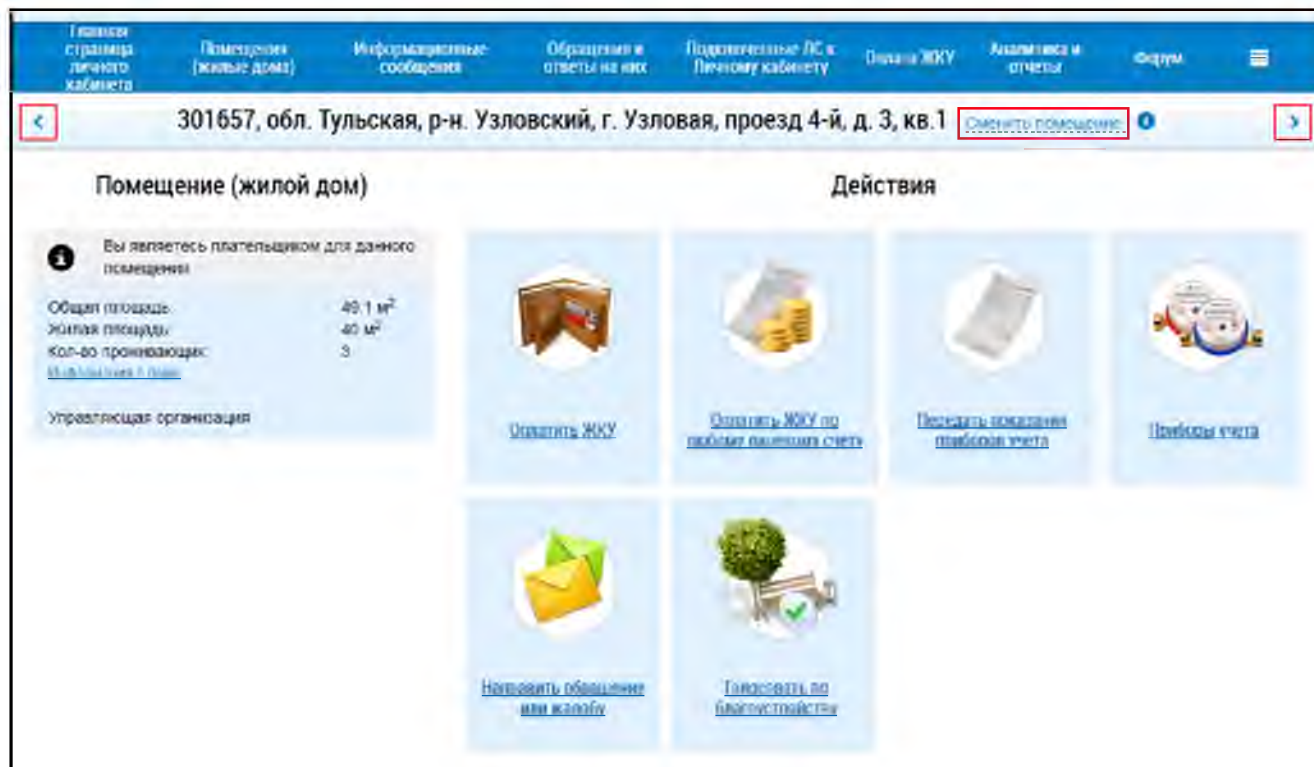 Главная
страница
личного
кабинета
Помещения
(жилые дома)
Информационные
сообщения
Обращения и
ответы на них
Подключенные ЛС к
Личному кабинету
Оплата ЖКУ
Аналитика и
отчеты
Форум
301657, обл. Тульская, р-н. Узловский, г. Узловая, проезд 4-й, д. 3, кв.1 Сменить помещение
Помещение (жилой дом)
Действия
Вы являетесь плательщиком для данного
помещения
Общая площадь: 49.1 м²
Жилая площадь: 40 м²
Кол-во проживающих: 3
Информация о доме
Управляющая организация
Оплатить ЖКУ
Оплатить ЖКУ по
любому лицевому счету
Передать показания
приборов учета
Приборы учета
Направить обращение
или жалобу
Голосовать по
благоустройству